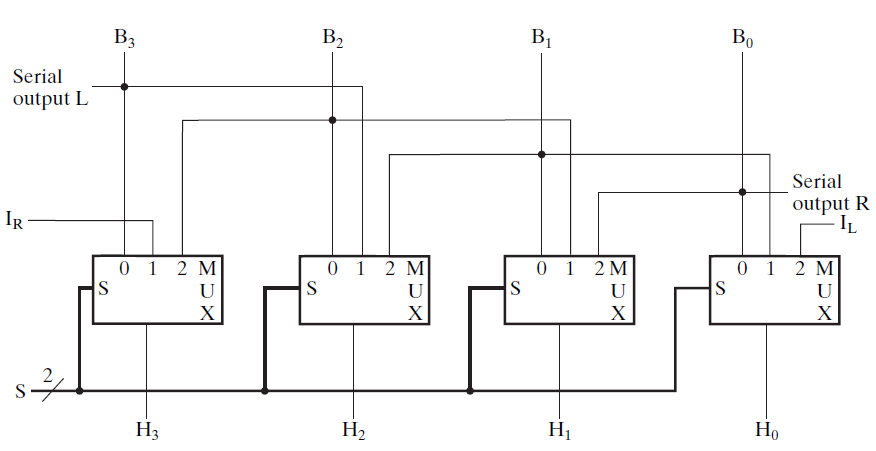 B3 B2 B1 B0
Serial
output L
Serial
output R
IR
IL
0 1 2 M
S U
X
0 1 2 M
S U
X
0 1 2 M
S U
X
0 1 2 M
S U
X
2
S
H3 H2 H1 H0